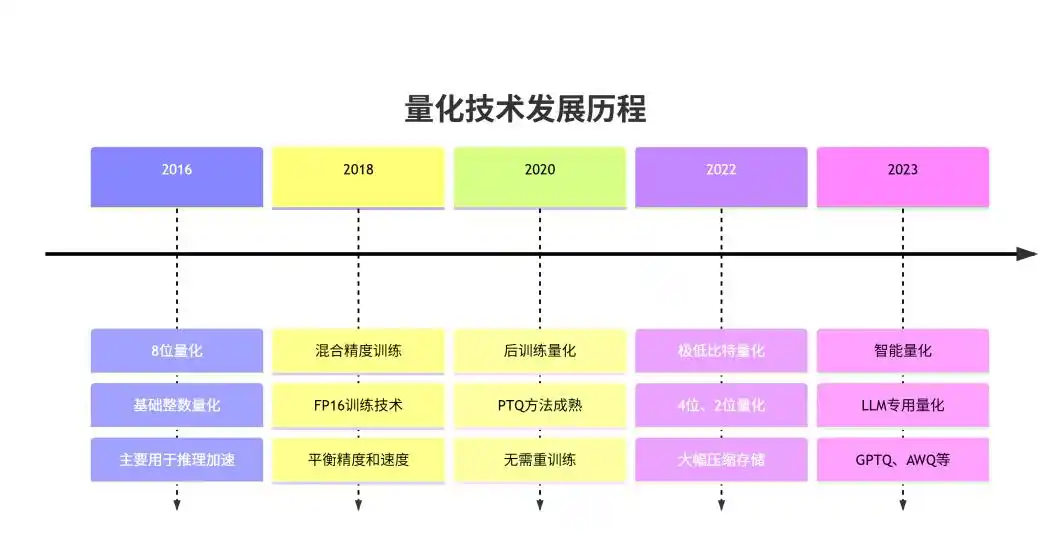 量化技术发展历程
2016
2018
2020
2022
2023
8位量化
混合精度训练
后训练量化
极低比特量化
智能量化
基础整数量化
FP16训练技术
PTQ方法成熟
4位、2位量化
LLM专用量化
主要用于推理加速
平衡精度和速度
无需重训练
大幅压缩存储
GPTQ、AWQ等